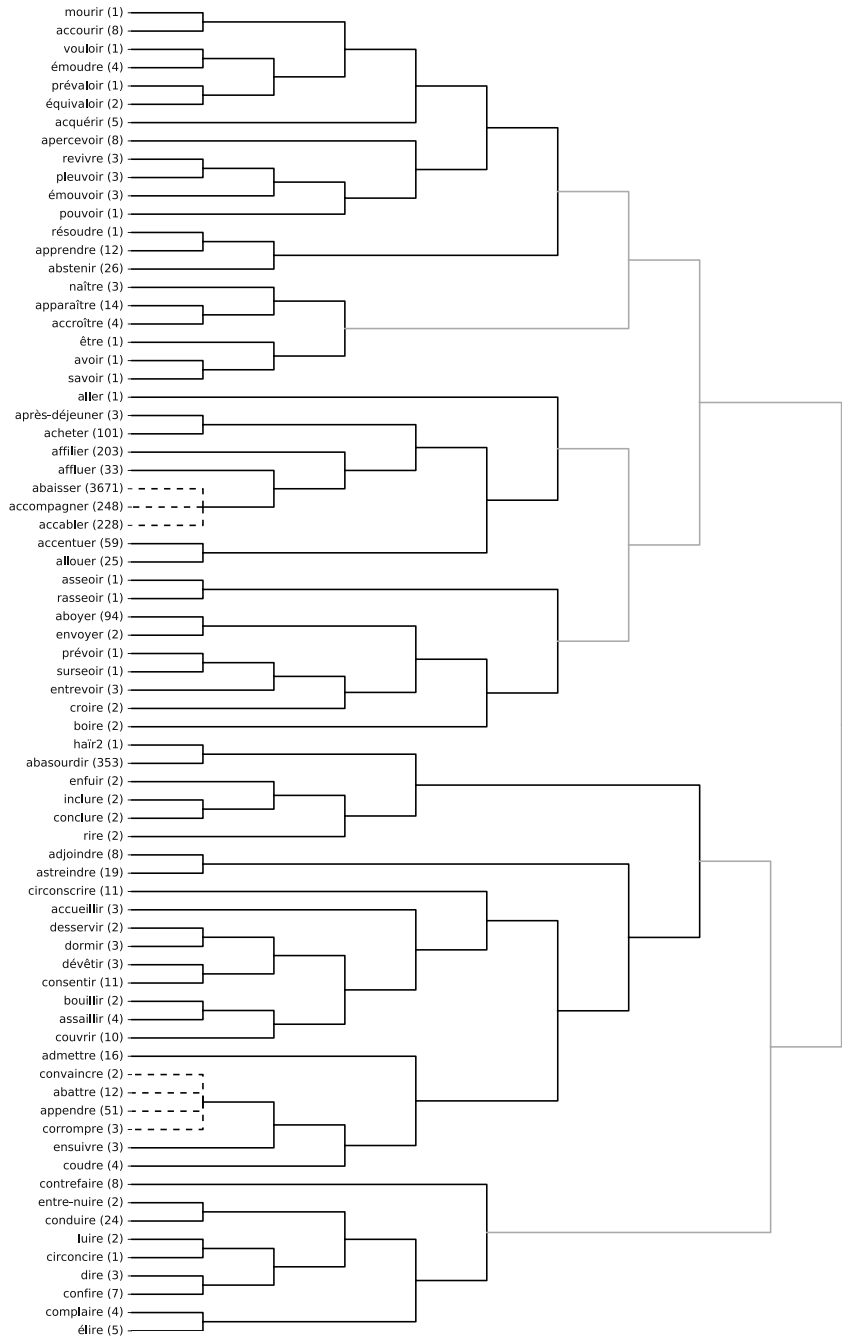 mourir (1)
accourir (8)
vouloir (1)
émoudre (4)
prévaloir (1)
équivaloir (2)
acquérir (5)
apercevoir (8)
revivre (3)
pleuvoir (3)
émouvoir (3)
pouvoir (1)
résoudre (1)
apprendre (12)
abstenir (26)
naître (3)
apparaître (14)
accroître (4)
être (1)
avoir (1)
savoir (1)
aller (1)
après-déjeuner (3)
acheter (101)
affilier (203)
affluer (33)
abaisser (3671)
accompagner (248)
accabler (228)
accentuer (59)
allouer (25)
asseoir (1)
rasseoir (1)
aboyer (94)
envoyer (2)
prévoir (1)
surseoir (1)
entrevoir (3)
croire (2)
boire (2)
haïr2 (1)
abasourdir (353)
enfuir (2)
inclure (2)
conclure (2)
rire (2)
adjoindre (8)
astreindre (19)
circonscrire (11)
accueillir (3)
desservir (2)
dormir (3)
dévêtir (3)
consentir (11)
bouillir (2)
assaillir (4)
couvrir (10)
admettre (16)
convaincre (2)
abattre (12)
appendre (51)
corrompre (3)
ensuivre (3)
coudre (4)
contrefaire (8)
entre-nuire (2)
conduire (24)
luire (2)
circoncire (1)
dire (3)
confire (7)
complaire (4)
élire (5)